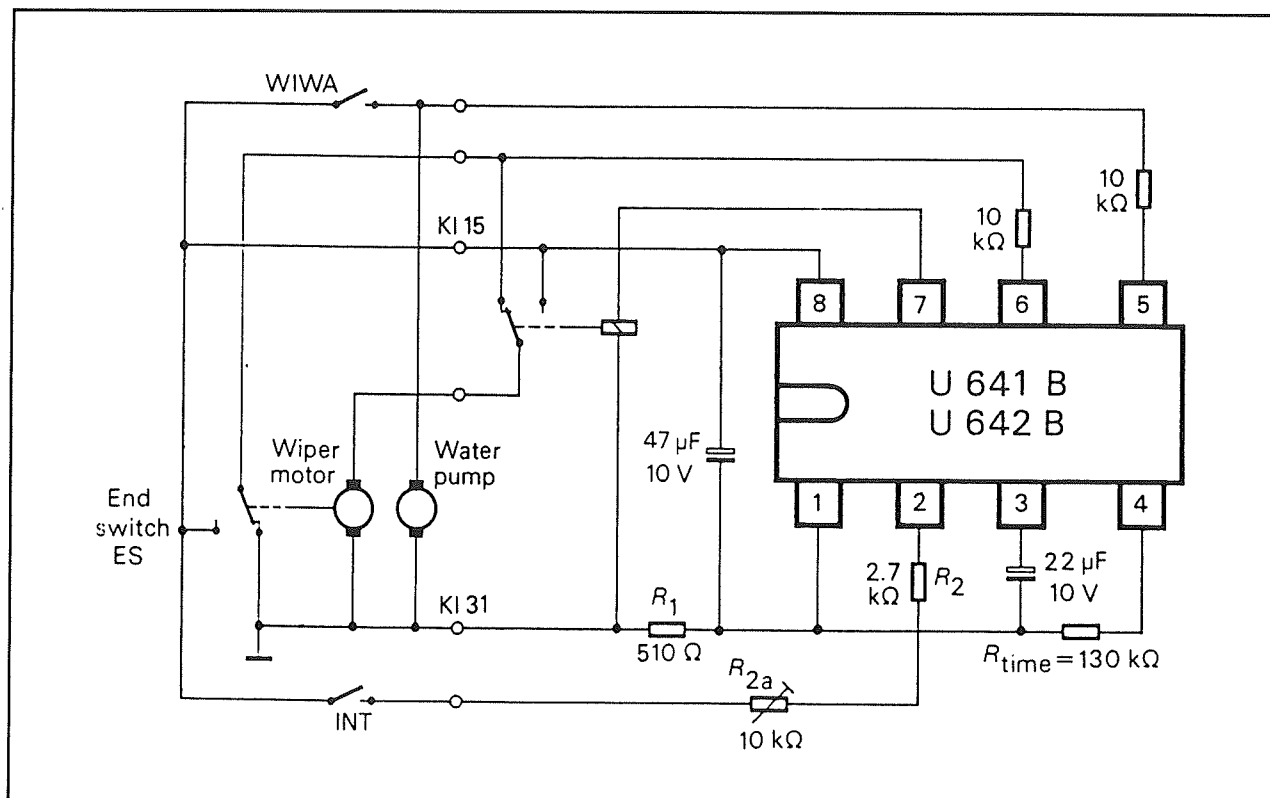 WIWA
10
kΩ
10
kΩ
KI 15
8
7
6
5
U 641 B
U 642 B
47 µF
10 V
Wiper
motor
Water
pump
End
switch
ES
1
2
3
4
2.7
kΩ
R2
22 µF
10 V
KI 31
R1
510 Ω
Rtime = 130 kΩ
R2a
10 kΩ
INT